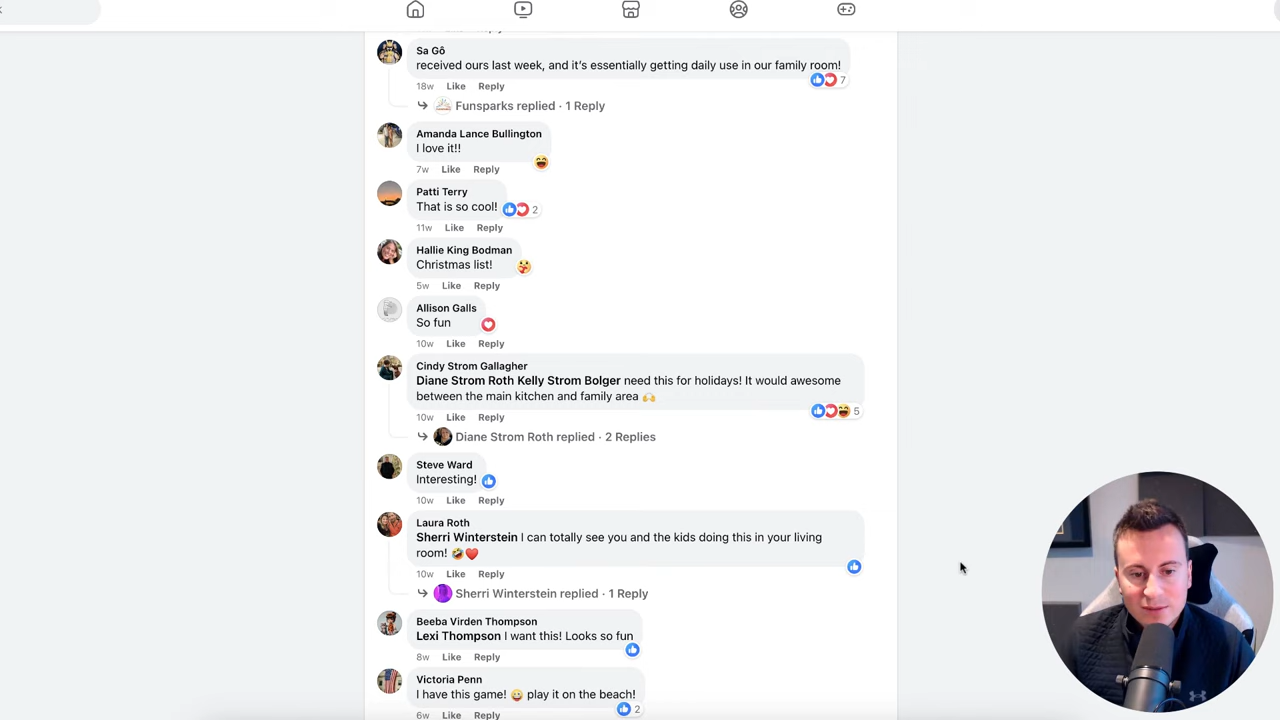 Sa Gô
received ours last week, and it's essentially getting daily use in our family room!
7
18w Like Reply
Funsparks replied · 1 Reply
Amanda Lance Bullington
I love it!!
7w Like Reply
Patti Terry
That is so cool!
2
11w Like Reply
Hallie King Bodman
Christmas list!
5w Like Reply
Allison Galls
So fun
10w Like Reply
Cindy Strom Gallagher
Diane Strom Roth Kelly Strom Bolger need this for holidays! It would awesome
between the main kitchen and family area 🙌
5
10w Like Reply
Diane Strom Roth replied · 2 Replies
Steve Ward
Interesting!
10w Like Reply
Laura Roth
Sherri Winterstein I can totally see you and the kids doing this in your living
room! 🤣❤️
10w Like Reply
Sherri Winterstein replied · 1 Reply
Beeba Virden Thompson
Lexi Thompson I want this! Looks so fun
8w Like Reply
Victoria Penn
I have this game! 😜 play it on the beach!
2
6w Like Reply